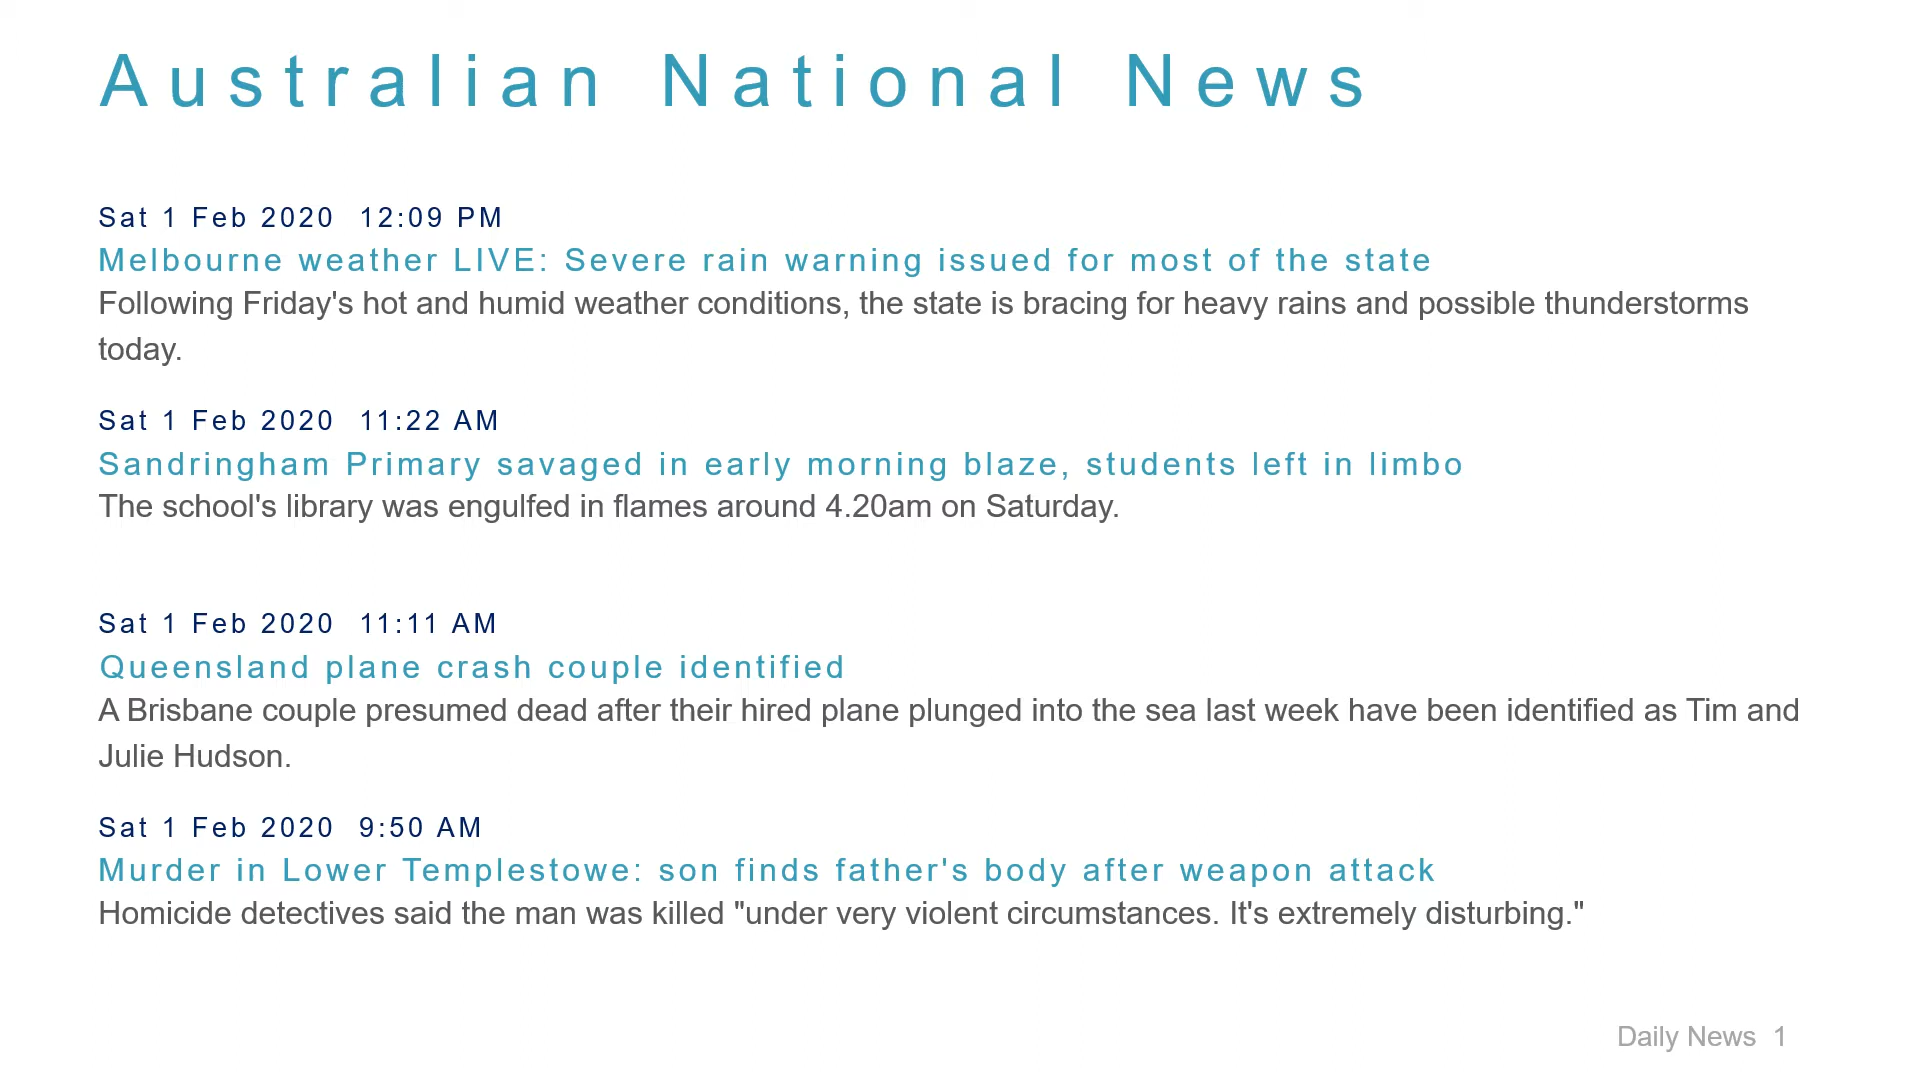 Australian National News
Sat 1 Feb 2020 12:09 PM
Melbourne weather LIVE: Severe rain warning issued for most of the state
Following Friday's hot and humid weather conditions, the state is bracing for heavy rains and possible thunderstorms
today.
Sat 1 Feb 2020 11:22 AM
Sandringham Primary savaged in early morning blaze, students left in limbo
The school's library was engulfed in flames around 4.20am on Saturday.
Sat 1 Feb 2020 11:11 AM
Queensland plane crash couple identified
A Brisbane couple presumed dead after their hired plane plunged into the sea last week have been identified as Tim and
Julie Hudson.
Sat 1 Feb 2020 9:50 AM
Murder in Lower Templestowe: son finds father's body after weapon attack
Homicide detectives said the man was killed "under very violent circumstances. It's extremely disturbing."
Daily News 1